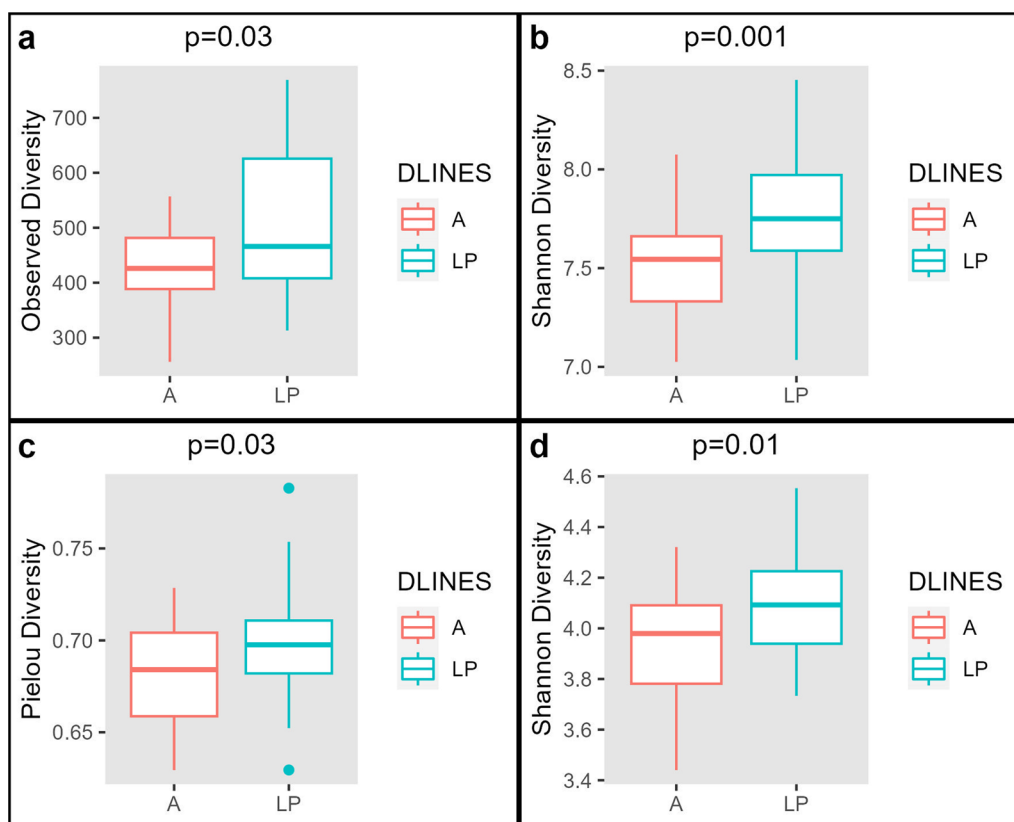 a
p=0.03
Observed Diversity
700
600
500
400
300
A
LP
DLINES
A
LP
b
p=0.001
Shannon Diversity
8.5
8.0
7.5
7.0
A
LP
DLINES
A
LP
c
p=0.03
Pielou Diversity
0.75
0.70
0.65
A
LP
DLINES
A
LP
d
p=0.01
Shannon Diversity
4.6
4.4
4.2
4.0
3.8
3.6
3.4
A
LP
DLINES
A
LP